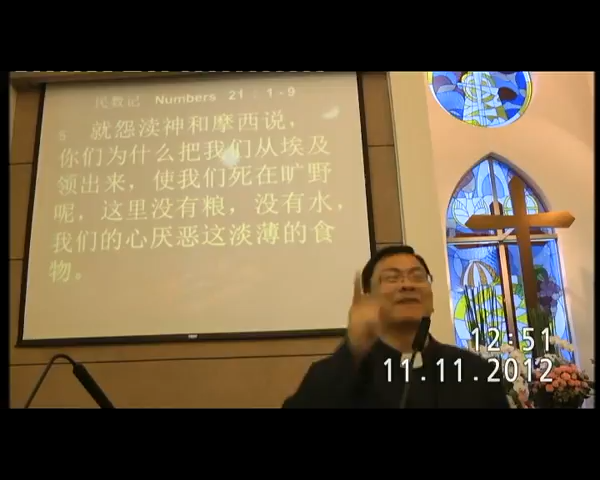 民数记 Numbers 21:1-9
5 就怨渎神和摩西说，
你们为什么把我们从埃及
领出来，使我们死在旷野
呢，这里没有粮，没有水，
我们的心厌恶这淡薄的食
物。
12:51
11.11.2012